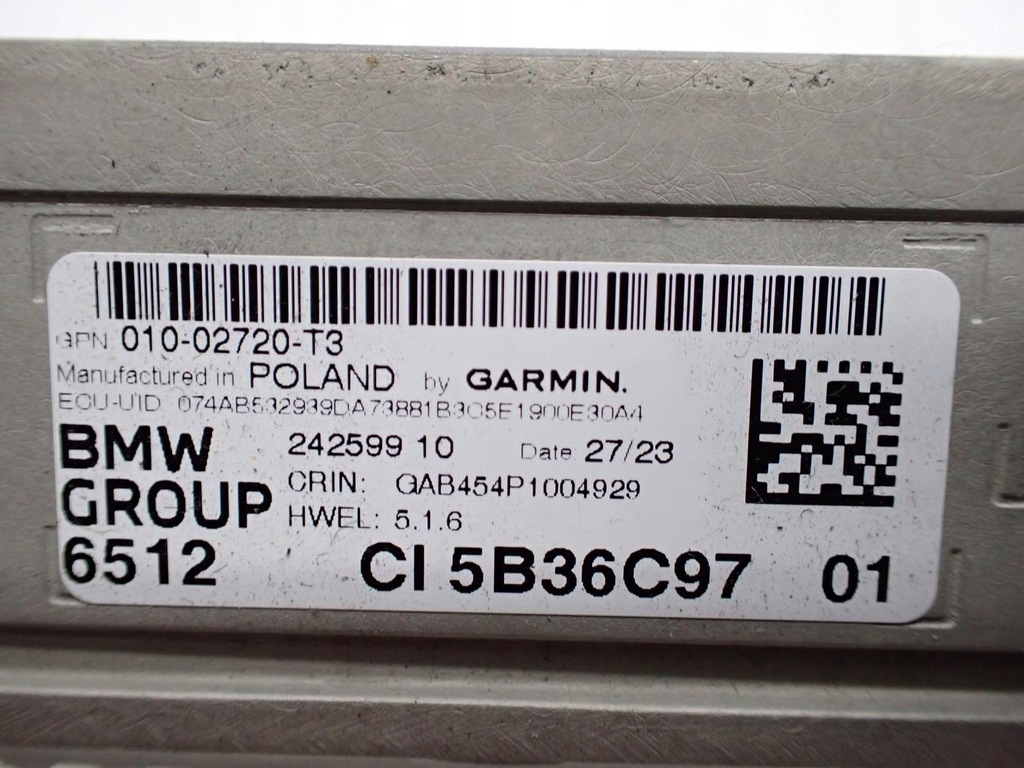 GPN 010-02720-T3
Manufactured in POLAND by GARMIN.
ECU-UID 074AB532939DA73881B3C5E1900E30A4
BMW GROUP
242599 10 Date 27/23
CRIN: GAB454P1004929
HWEL: 5.1.6
6512 CI 5B36C97 01